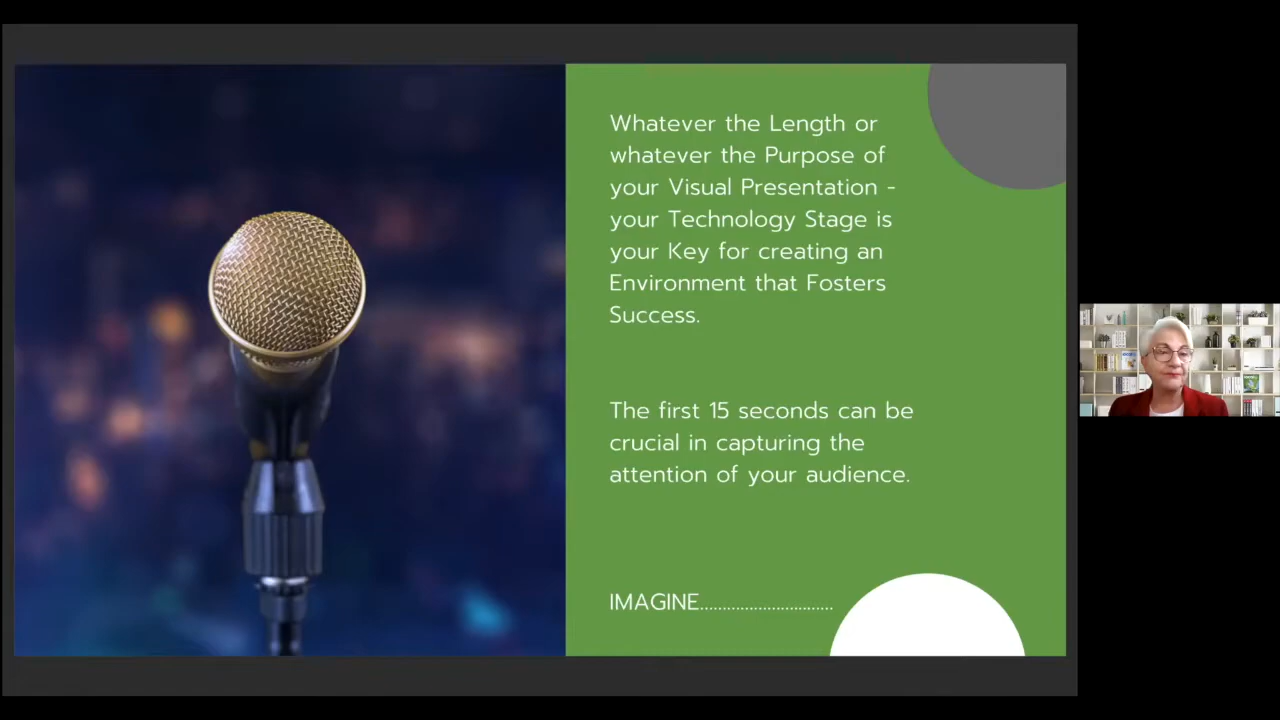 Whatever the Length or
whatever the Purpose of
your Visual Presentation -
your Technology Stage is
your Key for creating an
Environment that Fosters
Success.
The first 15 seconds can be
crucial in capturing the
attention of your audience.
IMAGINE.............................